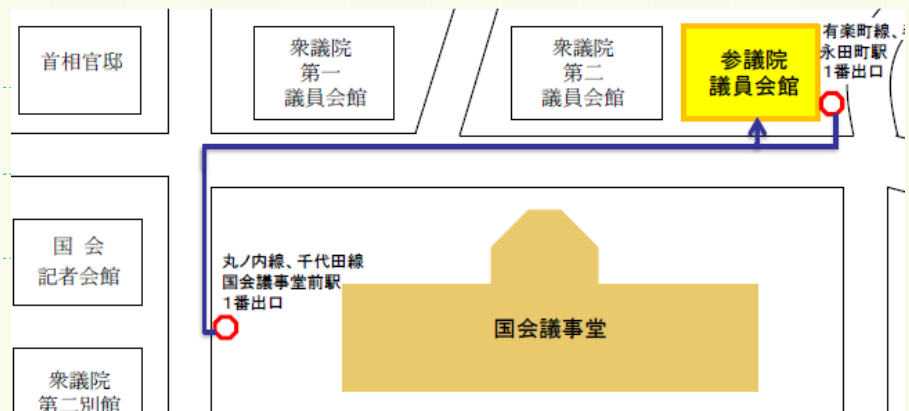 首相官邸
衆議院
第一
議員会館
衆議院
第二
議員会館
参議院
議員会館
有楽町線、
永田町駅
1番出口
国 会
記者会館
丸ノ内線、千代田線
国会議事堂前駅
1番出口
国会議事堂
衆議院
第二別館